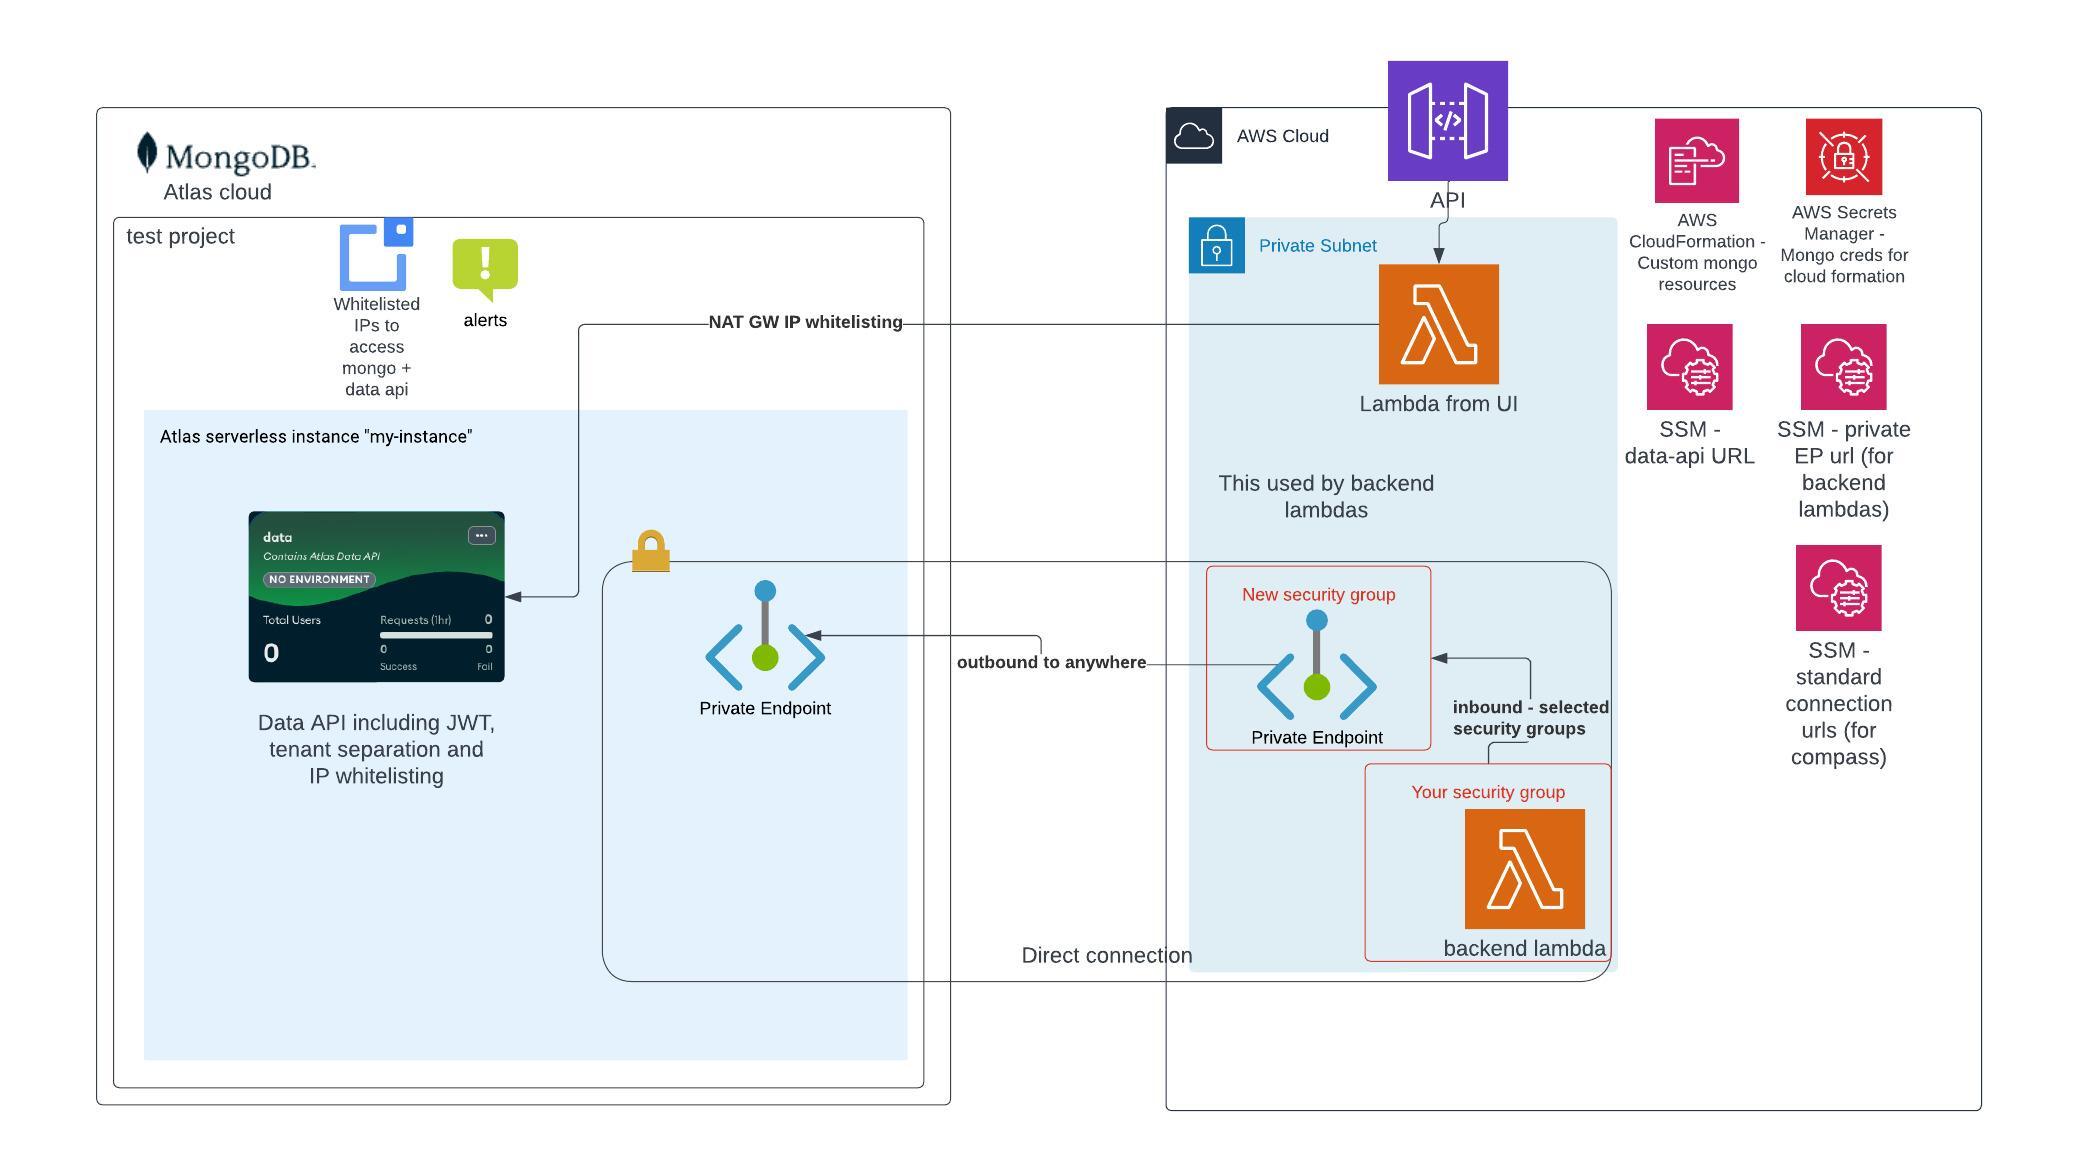 MongoDB.
Atlas cloud
test project
Whitelisted
IPs to
access
mongo +
data api
alerts
NAT GW IP whitelisting
Atlas serverless instance "my-instance"
data
Contains Atlas Data API
NO ENVIRONMENT
Total Users
0
Requests (1hr) 0
0 0
Success Fail
Data API including JWT,
tenant separation and
IP whitelisting
Private Endpoint
outbound to anywhere
Direct connection
AWS Cloud
API
Private Subnet
Lambda from UI
This used by backend
lambdas
New security group
Private Endpoint
inbound - selected
security groups
Your security group
backend lambda
AWS
CloudFormation -
Custom mongo
resources
AWS Secrets
Manager -
Mongo creds for
cloud formation
SSM -
data-api URL
SSM - private
EP url (for
backend
lambdas)
SSM -
standard
connection
urls (for
compass)